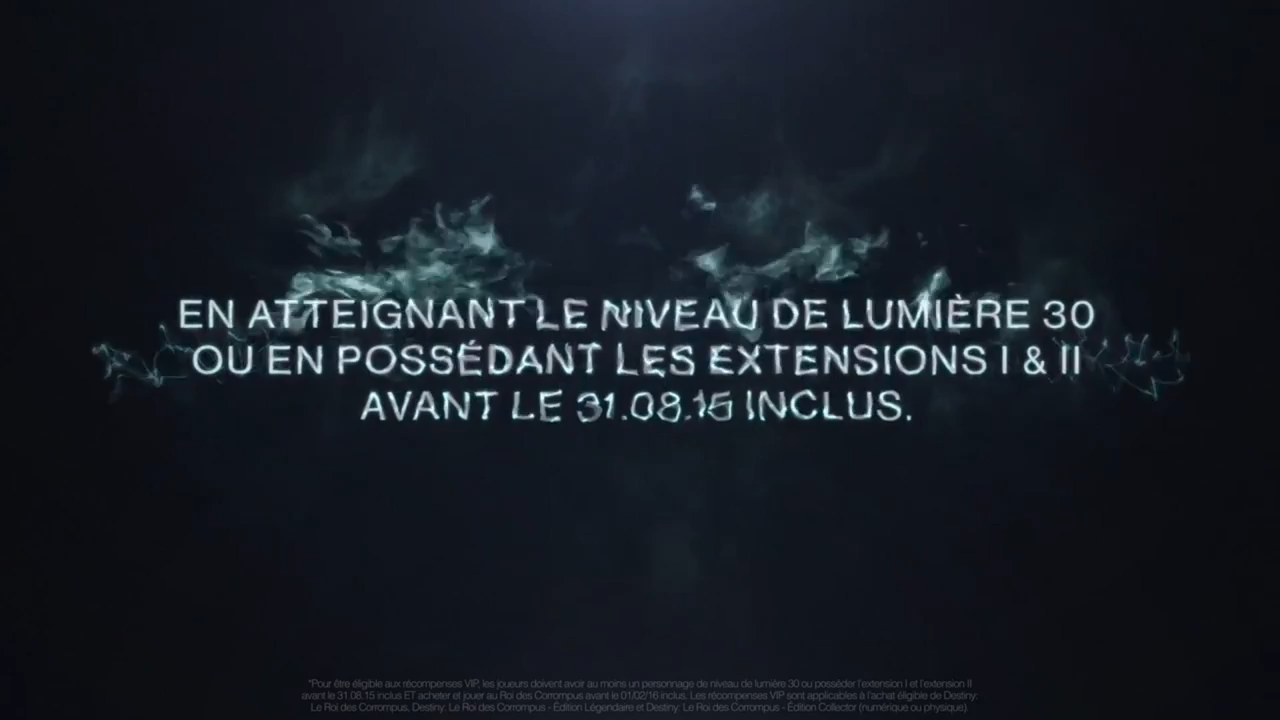 EN ATTEIGNANT LE NIVEAU DE LUMIÈRE 30
OU EN POSSÉDANT LES EXTENSIONS I & II
AVANT LE 31.08.15 INCLUS.
*Pour être éligible aux récompenses VIP, les joueurs doivent avoir au moins un personnage de niveau de lumière 30 ou posséder l'extension I et l'extension II
avant le 31.08.15 inclus ET acheter et jouer au Roi des Corrompus avant le 01/02/16 inclus. Les récompenses VIP sont applicables à l'achat éligible de Destiny:
Le Roi des Corrompus, Destiny: Le Roi des Corrompus - Édition Légendaire et Destiny: Le Roi des Corrompus - Édition Collector (numérique ou physique).